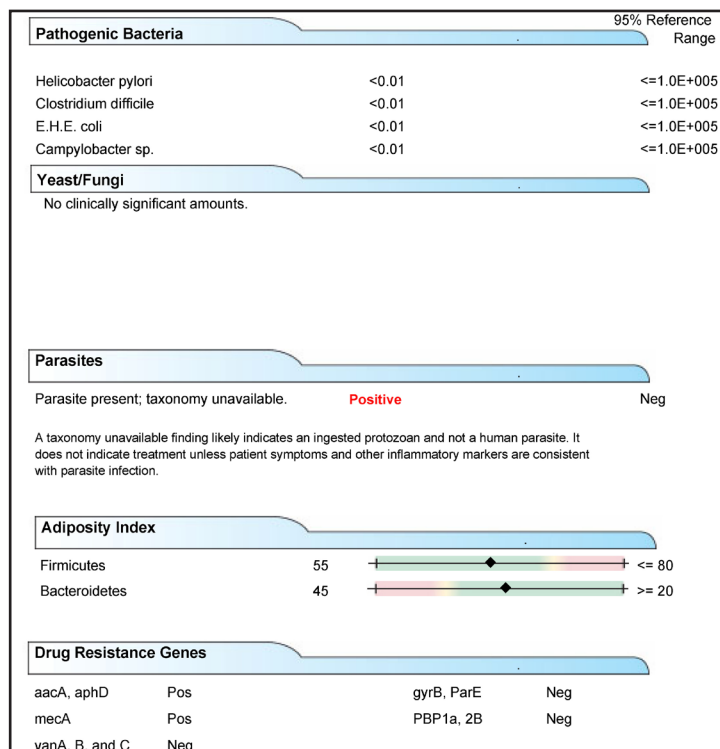 95% Reference
Pathogenic Bacteria Range
Helicobacter pylori <0.01 <=1.0E+005
Clostridium difficile <0.01 <=1.0E+005
E.H.E. coli <0.01 <=1.0E+005
Campylobacter sp. <0.01 <=1.0E+005
Yeast/Fungi
No clinically significant amounts.
Parasites
Parasite present; taxonomy unavailable. Positive Neg
A taxonomy unavailable finding likely indicates an ingested protozoan and not a human parasite. It
does not indicate treatment unless patient symptoms and other inflammatory markers are consistent
with parasite infection.
Adiposity Index
Firmicutes 55 <= 80
Bacteroidetes 45 >= 20
Drug Resistance Genes
aacA, aphD Pos gyrB, ParE Neg
mecA Pos PBP1a, 2B Neg
vanA, B, and C Neg